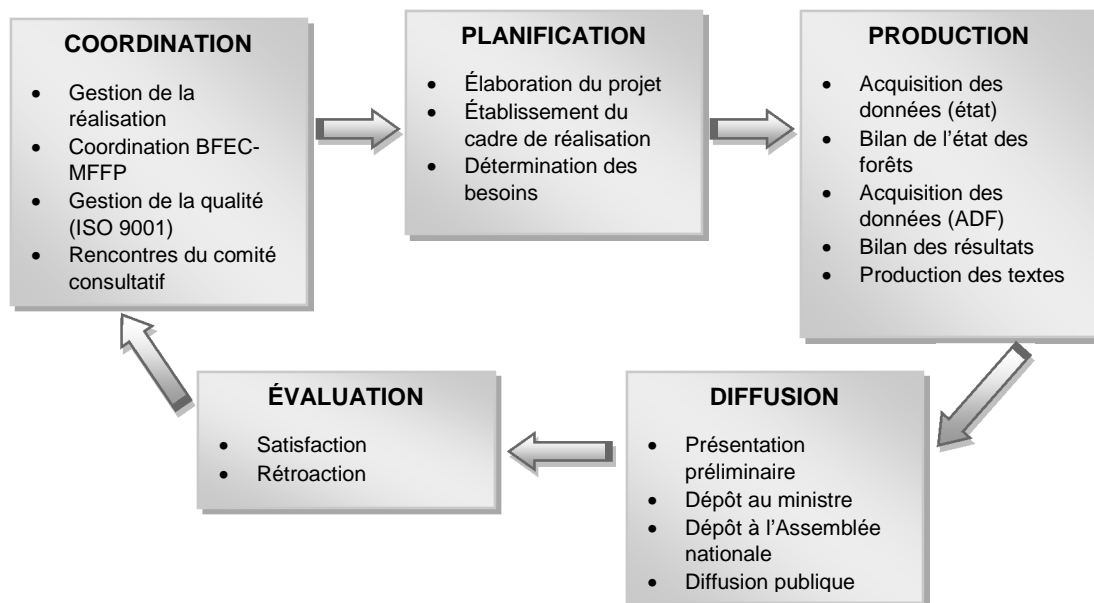 COORDINATION
• Gestion de la
réalisation
• Coordination BFEC-
MFFP
• Gestion de la qualité
(ISO 9001)
• Rencontres du comité
consultatif
PLANIFICATION
• Élaboration du projet
• Établissement du
cadre de réalisation
• Détermination des
besoins
PRODUCTION
• Acquisition des
données (état)
• Bilan de l'état des
forêts
• Acquisition des
données (ADF)
• Bilan des résultats
• Production des textes
DIFFUSION
• Présentation
préliminaire
• Dépôt au ministre
• Dépôt à l'Assemblée
nationale
• Diffusion publique
ÉVALUATION
• Satisfaction
• Rétroaction